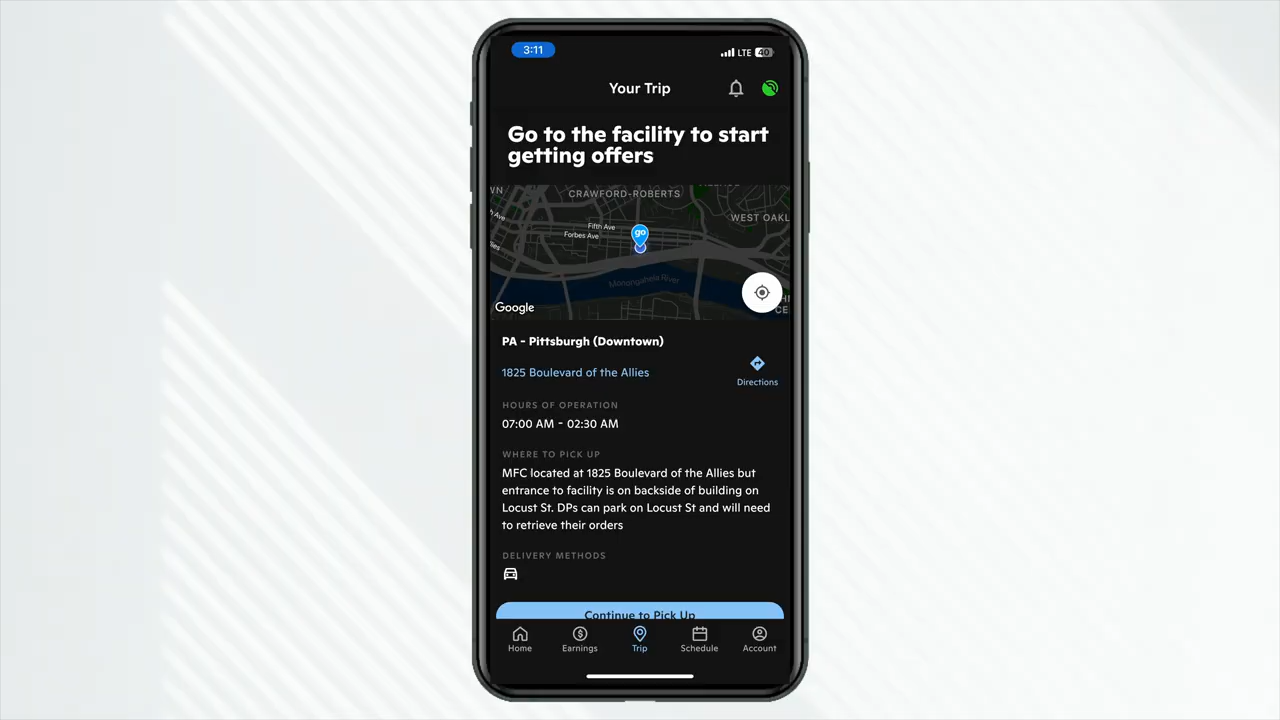 3:11
LTE 40
Your Trip
Go to the facility to start
getting offers
CRAWFORD-ROBERTS
WEST OAKL
Fifth Ave
Forbes Ave
go
Monongahela River
Google
PA - Pittsburgh (Downtown)
1825 Boulevard of the Allies
Directions
HOURS OF OPERATION
07:00 AM - 02:30 AM
WHERE TO PICK UP
MFC located at 1825 Boulevard of the Allies but
entrance to facility is on backside of building on
Locust St. DPs can park on Locust St and will need
to retrieve their orders
DELIVERY METHODS
Continue to Pick Up
Home Earnings Trip Schedule Account